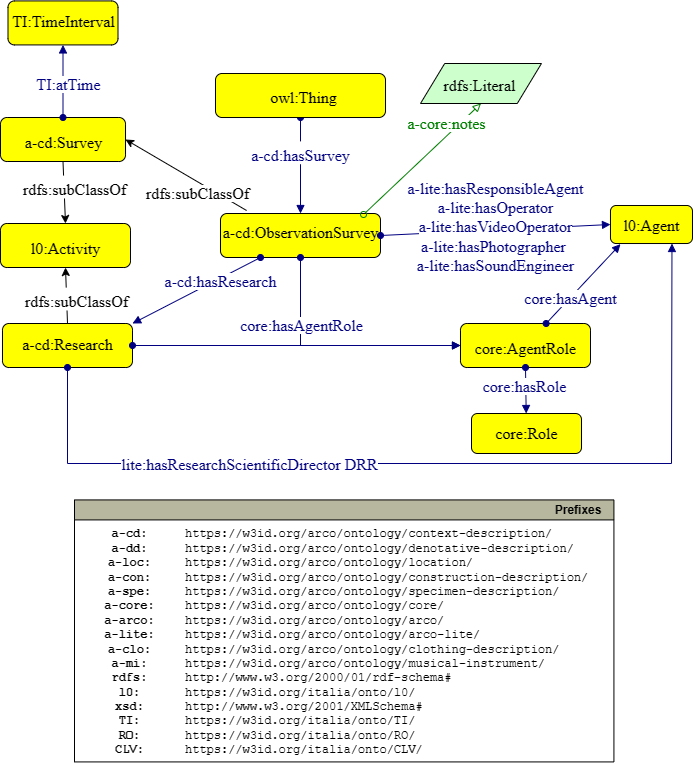 TI:TimeInterval
TI:atTime
owl:Thing
rdfs:Literal
a-core:notes
a-cd:Survey
a-cd:hasSurvey
rdfs:subClassOf
rdfs:subClassOf
a-lite:hasResponsibleAgent
a-lite:hasOperator
a-lite:hasVideoOperator
a-lite:hasPhotographer
a-lite:hasSoundEngineer
l0:Agent
a-cd:ObservationSurvey
l0:Activity
a-cd:hasResearch
rdfs:subClassOf
core:hasAgent
core:hasAgentRole
a-cd:Research
core:AgentRole
core:hasRole
core:Role
lite:hasResearchScientificDirector DRR
Prefixes
a-cd: https://w3id.org/arco/ontology/context-description/
a-dd: https://w3id.org/arco/ontology/denotative-description/
a-loc: https://w3id.org/arco/ontology/location/
a-con: https://w3id.org/arco/ontology/construction-description/
a-spe: https://w3id.org/arco/ontology/specimen-description/
a-core: https://w3id.org/arco/ontology/core/
a-arco: https://w3id.org/arco/ontology/arco/
a-lite: https://w3id.org/arco/ontology/arco-lite/
a-clo: https://w3id.org/arco/ontology/clothing-description/
a-mi: https://w3id.org/arco/ontology/musical-instrument/
rdfs: http://www.w3.org/2000/01/rdf-schema#
l0: https://w3id.org/italia/onto/l0/
xsd: http://www.w3.org/2001/XMLSchema#
TI: https://w3id.org/italia/onto/TI/
RO: https://w3id.org/italia/onto/RO/
CLV: https://w3id.org/italia/onto/CLV/